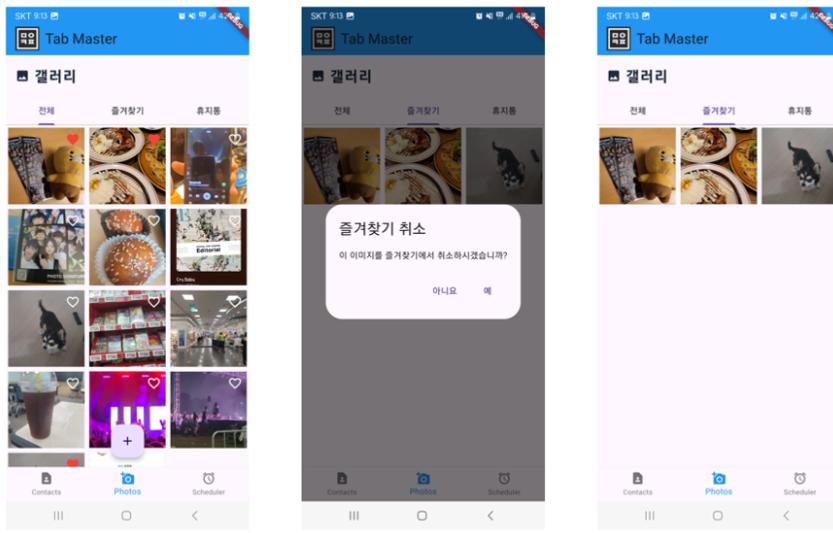 SKT 9:13
Tab Master
갤러리
전체 즐겨찾기 휴지통
Editorial
Contacts Photos Scheduler
SKT 9:13
Tab Master
갤러리
전체 즐겨찾기 휴지통
즐겨찾기 취소
이 이미지를 즐겨찾기에서 취소하시겠습니까?
아니요 예
Contacts Photos Scheduler
SKT 9:13
Tab Master
갤러리
전체 즐겨찾기 휴지통
Contacts Photos Scheduler